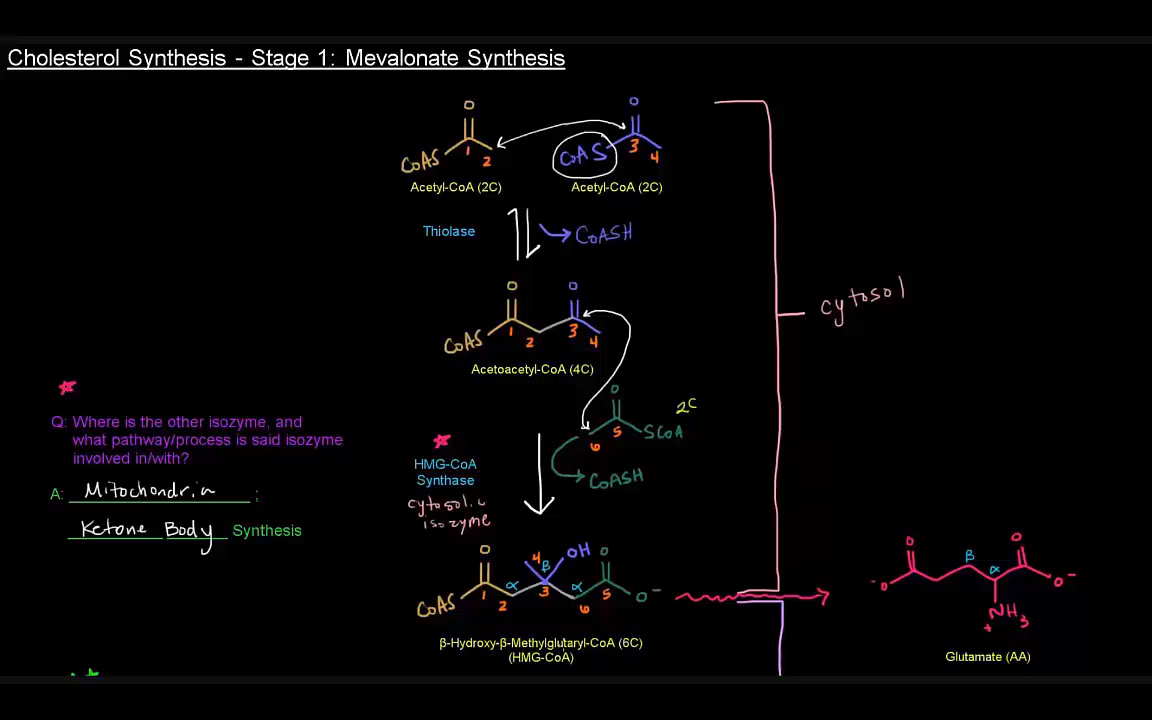 Cholesterol Synthesis - Stage 1: Mevalonate Synthesis
O
O
CoAS
1
2
CoAS
3
4
Acetyl-CoA (2C)
Acetyl-CoA (2C)
Thiolase
CoASH
O
O
CoAS
1
2
3
4
Acetoacetyl-CoA (4C)
cytosol
O
2C
6
5
SCoA
CoASH
Q: Where is the other isozyme, and
what pathway/process is said isozyme
involved in/with?
A: Mitochondria ;
Ketone Body Synthesis
HMG-CoA
Synthase
cytosolic
isozyme
O
4
β
OH
O
CoAS
1
α
2
3
α
6
5
O-
β-Hydroxy-β-Methylglutaryl-CoA (6C)
(HMG-CoA)
O
β
α
O
-O
O-
NH3
+
Glutamate (AA)